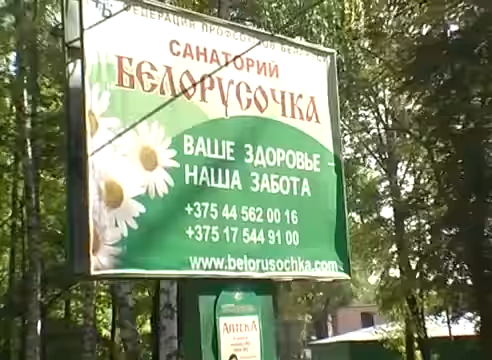 ФЕДЕРАЦИЯ ПРОФСОЮЗОВ БЕЛАРУСИ
САНАТОРИЙ
БЕЛОРУСОЧКА
ВАШЕ ЗДОРОВЬЕ –
НАША ЗАБОТА
+375 44 562 00 16
+375 17 544 91 00
www.belorusochka.com
АПТЕКА